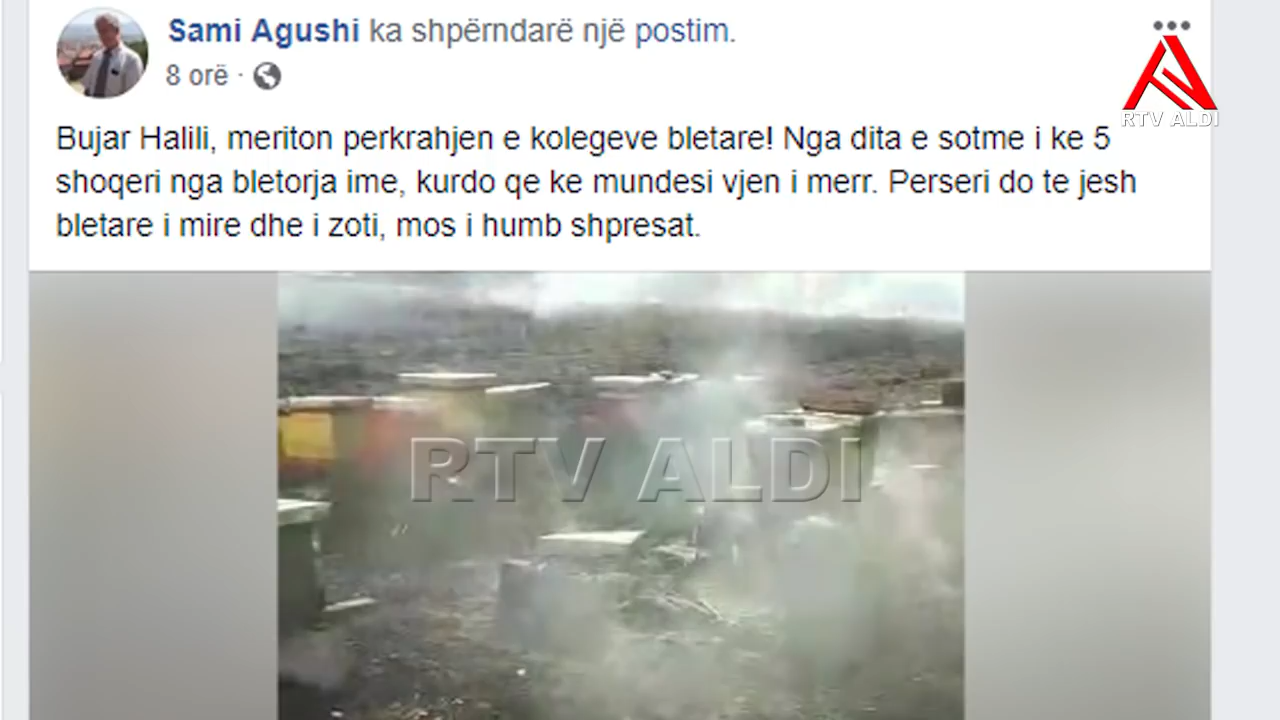 Sami Agushi ka shpërndarë një postim.
8 orë ·
RTV ALDI
Bujar Halili, meriton perkrahjen e kolegeve bletare! Nga dita e sotme i ke 5
shoqeri nga bletorja ime, kurdo qe ke mundesi vjen i merr. Perseri do te jesh
bletare i mire dhe i zoti, mos i humb shpresat.
RTV ALDI